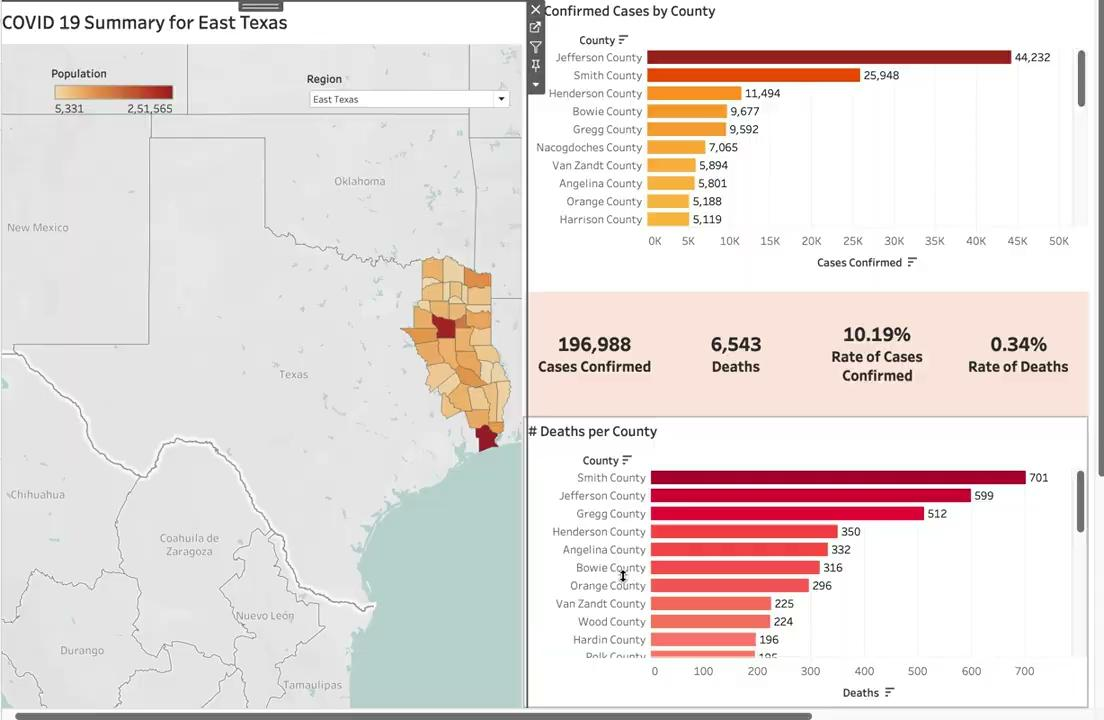 COVID 19 Summary for East Texas
Population
5,331 2,51,565
Region
East Texas
Oklahoma
New Mexico
Texas
Chihuahua
Coahuila de
Zaragoza
Nuevo León
Durango
Tamaulipas
Confirmed Cases by County
County
Jefferson County 44,232
Smith County 25,948
Henderson County 11,494
Bowie County 9,677
Gregg County 9,592
Nacogdoches County 7,065
Van Zandt County 5,894
Angelina County 5,801
Orange County 5,188
Harrison County 5,119
0K 5K 10K 15K 20K 25K 30K 35K 40K 45K 50K
Cases Confirmed
196,988
Cases Confirmed
6,543
Deaths
10.19%
Rate of Cases
Confirmed
0.34%
Rate of Deaths
# Deaths per County
County
Smith County 701
Jefferson County 599
Gregg County 512
Henderson County 350
Angelina County 332
Bowie County 316
Orange County 296
Van Zandt County 225
Wood County 224
Hardin County 196
Polk County 195
0 100 200 300 400 500 600 700
Deaths